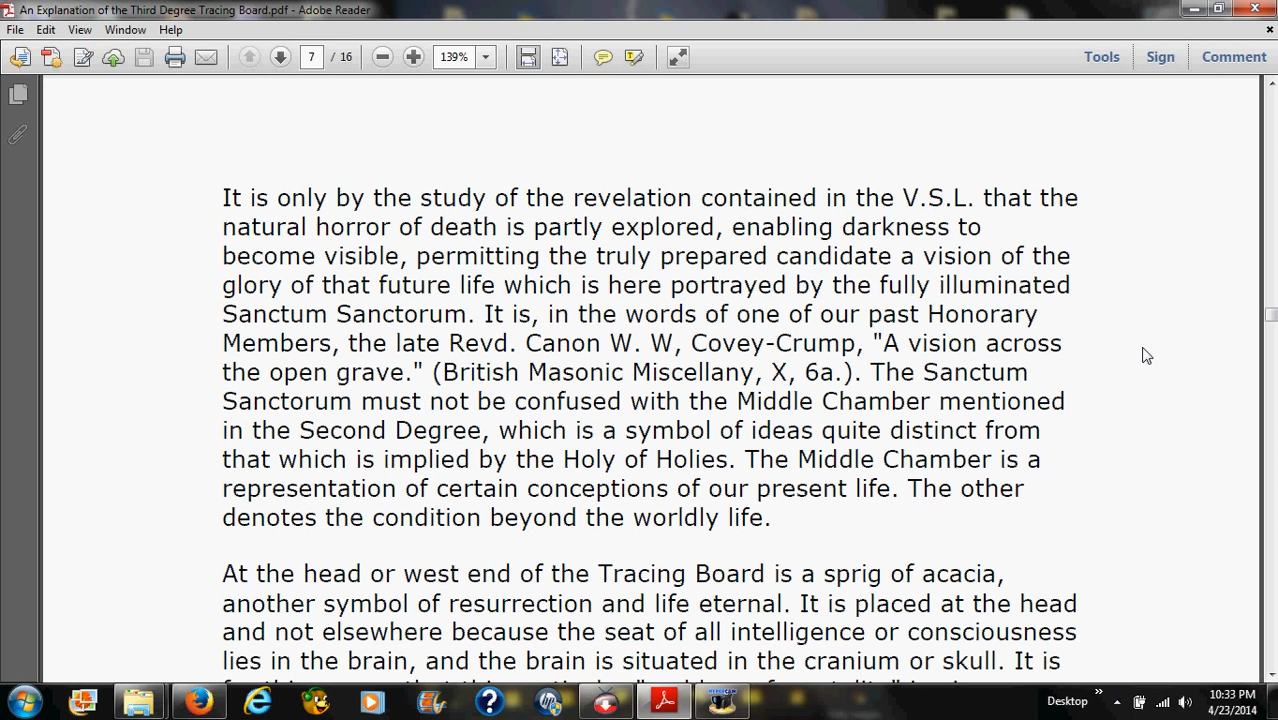 An Explanation of the Third Degree Tracing Board.pdf - Adobe Reader
File Edit View Window Help
7 / 16 139% Tools Sign Comment
It is only by the study of the revelation contained in the V.S.L. that the
natural horror of death is partly explored, enabling darkness to
become visible, permitting the truly prepared candidate a vision of the
glory of that future life which is here portrayed by the fully illuminated
Sanctum Sanctorum. It is, in the words of one of our past Honorary
Members, the late Revd. Canon W. W, Covey-Crump, "A vision across
the open grave." (British Masonic Miscellany, X, 6a.). The Sanctum
Sanctorum must not be confused with the Middle Chamber mentioned
in the Second Degree, which is a symbol of ideas quite distinct from
that which is implied by the Holy of Holies. The Middle Chamber is a
representation of certain conceptions of our present life. The other
denotes the condition beyond the worldly life.
At the head or west end of the Tracing Board is a sprig of acacia,
another symbol of resurrection and life eternal. It is placed at the head
and not elsewhere because the seat of all intelligence or consciousness
lies in the brain, and the brain is situated in the cranium or skull. It is
Desktop 10:33 PM
4/23/2014